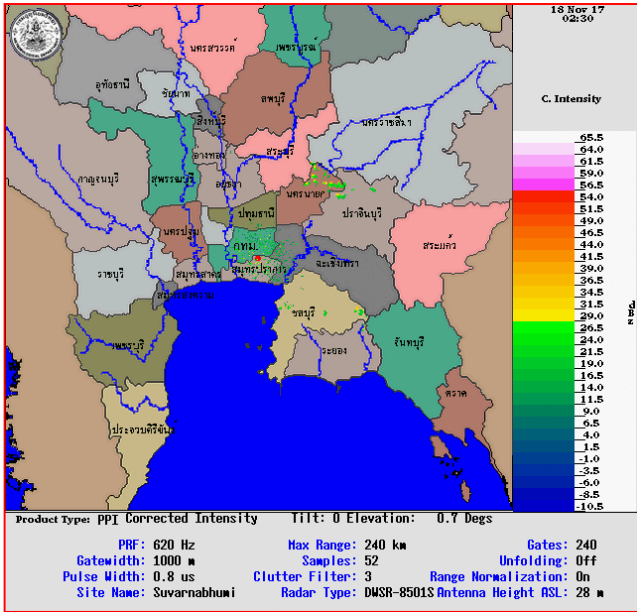 18 Nov 17
02:30
C. Intensity
นครสวรรค์
เพชรบูรณ์
อุทัยธานี
ชัยนาท
ลพบุรี
สิงห์บุรี
นครราชสีมา
อ่างทอง
สระบุรี
กาญจนบุรี
สุพรรณบุรี
อยุธยา
นครนายก
ปราจีนบุรี
ปทุมธานี
นครปฐม
กทม.
สระแก้ว
ราชบุรี
สมุทรสาคร
สมุทรปราการ
ฉะเชิงเทรา
ชลบุรี
เพชรบุรี
ระยอง
จันทบุรี
ตราด
ประจวบคีรีขันธ์
65.5
64.0
61.5
59.0
56.5
54.0
51.5
49.0
46.5
44.0
41.5
39.0
36.5
34.0
31.5
29.0
26.5
24.0
21.5
19.0
16.5
14.0
11.5
9.0
6.5
4.0
1.5
-1.0
-3.5
-6.0
-8.5
-10.5
Product Type: PPI Corrected Intensity Tilt: 0 Elevation: 0.7 Degs
PRF: 620 Hz Max Range: 240 km Gates: 240
Gatewidth: 1000 m Samples: 52 Unfolding: Off
Pulse Width: 0.8 us Clutter Filter: 3 Range Normalization: On
Site Name: Suvarnabhumi Radar Type: DWSR-8501S Antenna Height ASL: 28 m